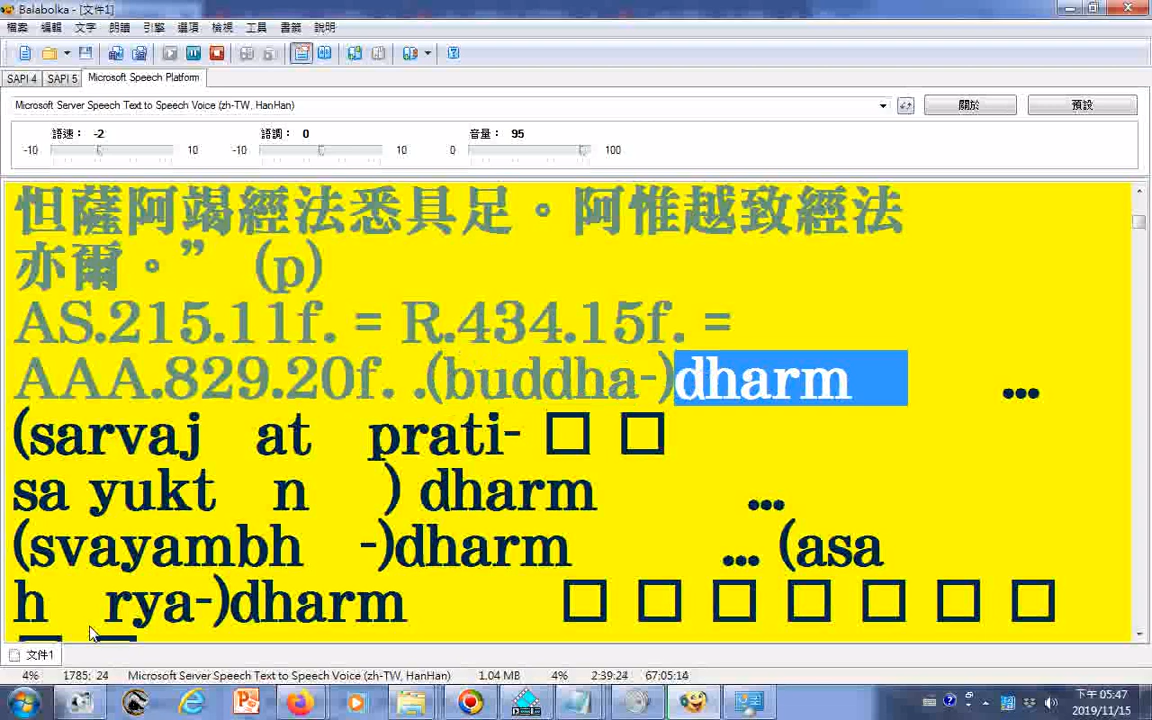 Balabolka - [文件1]
檔案 編輯 文字 朗讀 引擎 選項 檢視 工具 書籤 說明
SAPI 4 SAPI 5 Microsoft Speech Platform
Microsoft Server Speech Text to Speech Voice (zh-TW, HanHan) 關於 預設
語速： -2 語調： 0 音量： 95
-10 10 -10 10 0 100
怛薩阿竭經法悉具足。阿惟越致經法
亦爾。” (p)
AS.215.11f. = R.434.15f. =
AAA.829.20f. .(buddha-)dharm ...
(sarvaj at prati- □ □
sa yukt n ) dharm ...
(svayambh -)dharm ... (asa
h rya-)dharm □ □ □ □ □ □ □
文件1
4% 1785: 24 Microsoft Server Speech Text to Speech Voice (zh-TW, HanHan) 1.04 MB 4% 2:39:24 67:05:14
下午 05:47
2019/11/15